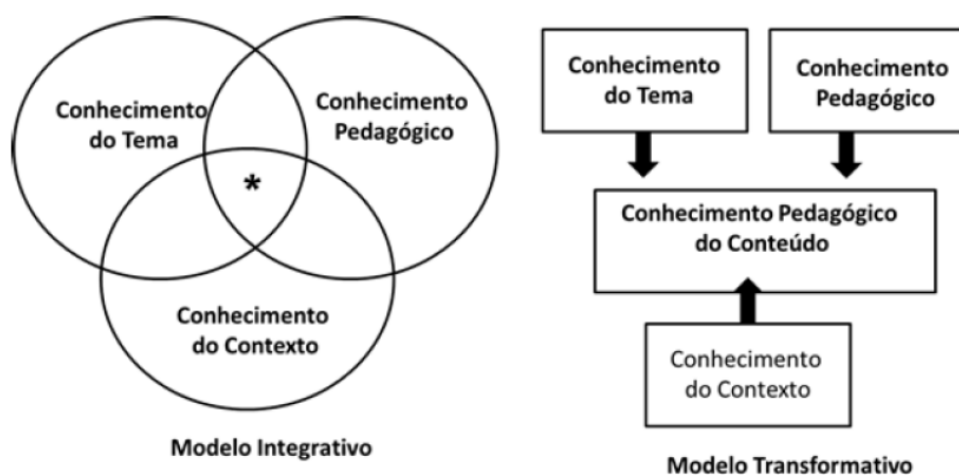 Conhecimento
do Tema
Conhecimento
Pedagógico
*
Conhecimento
do Contexto
Modelo Integrativo
Conhecimento
do Tema
Conhecimento
Pedagógico
Conhecimento Pedagógico
do Conteúdo
Conhecimento
do Contexto
Modelo Transformativo